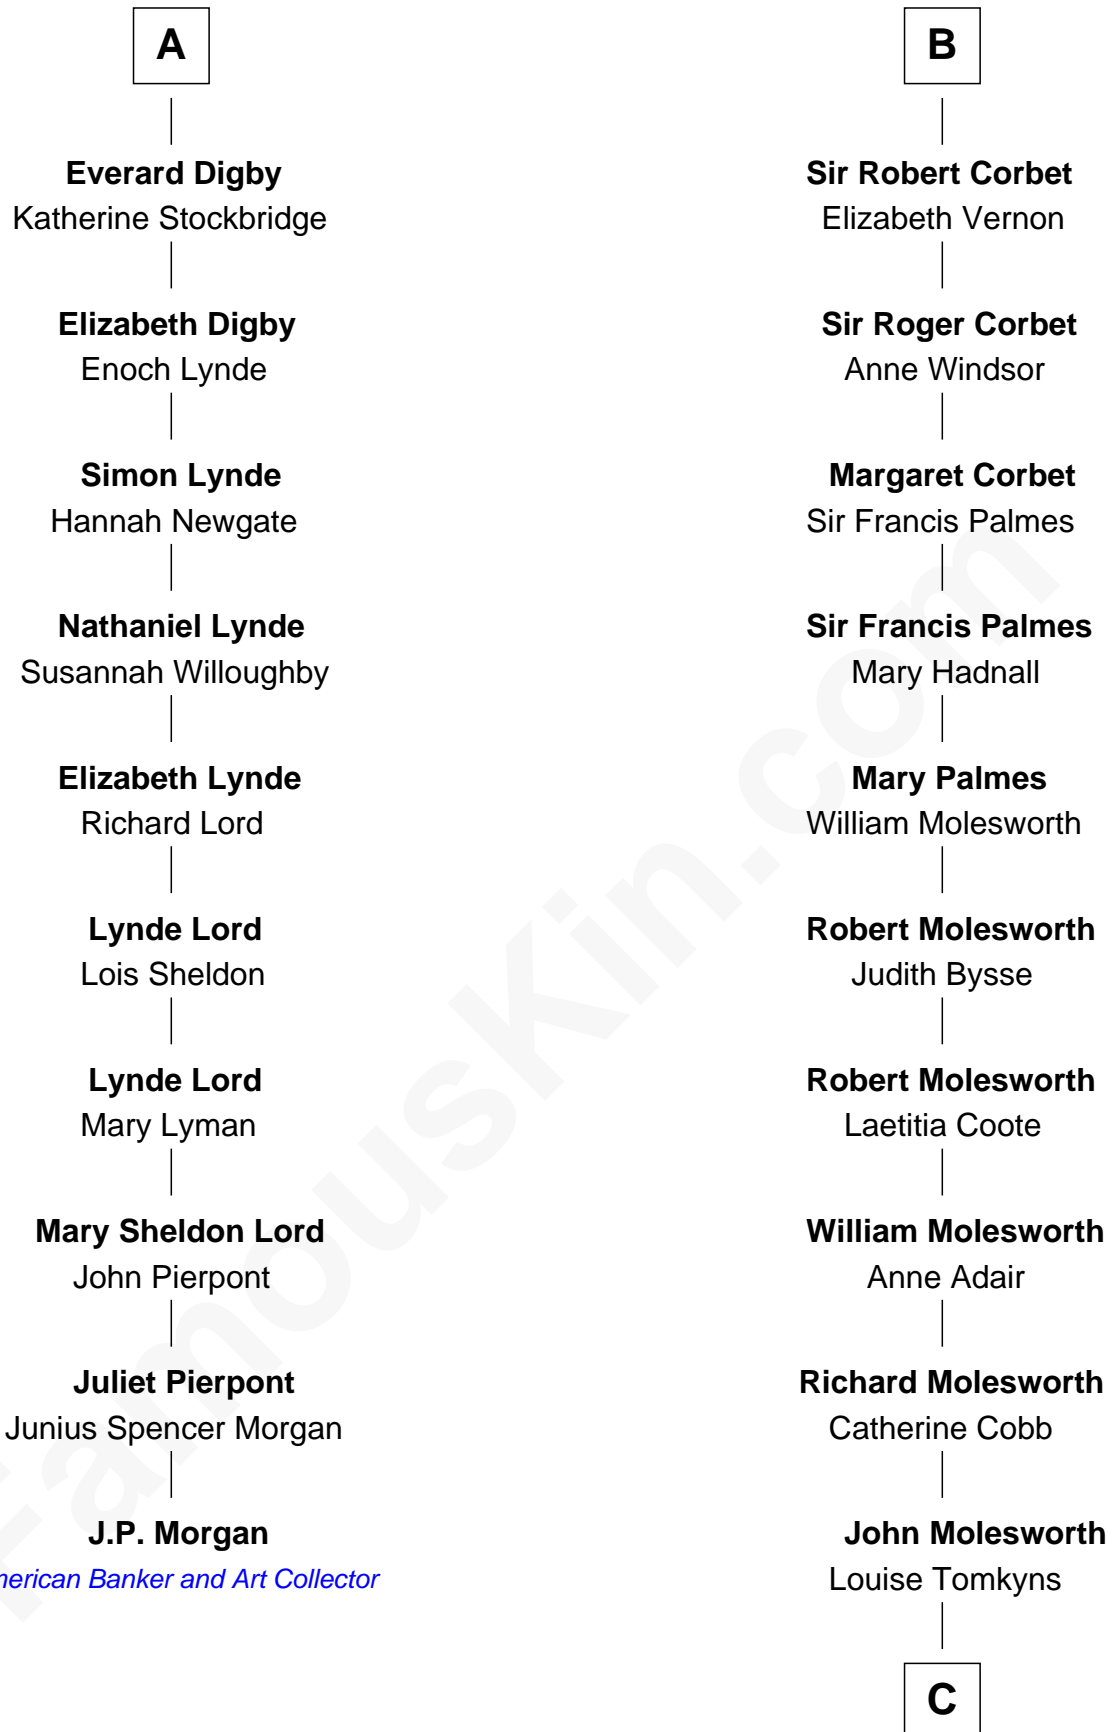 A
Everard Digby
Katherine Stockbridge
Elizabeth Digby
Enoch Lynde
Simon Lynde
Hannah Newgate
Nathaniel Lynde
Susannah Willoughby
Elizabeth Lynde
Richard Lord
Lynde Lord
Lois Sheldon
Lynde Lord
Mary Lyman
Mary Sheldon Lord
John Pierpont
Juliet Pierpont
Junius Spencer Morgan
J.P. Morgan
merican Banker and Art Collector
B
Sir Robert Corbet
Elizabeth Vernon
Sir Roger Corbet
Anne Windsor
Margaret Corbet
Sir Francis Palmes
Sir Francis Palmes
Mary Hadnall
Mary Palmes
William Molesworth
Robert Molesworth
Judith Bysse
Robert Molesworth
Laetitia Coote
William Molesworth
Anne Adair
Richard Molesworth
Catherine Cobb
John Molesworth
Louise Tomkyns
C
FamousKin.com